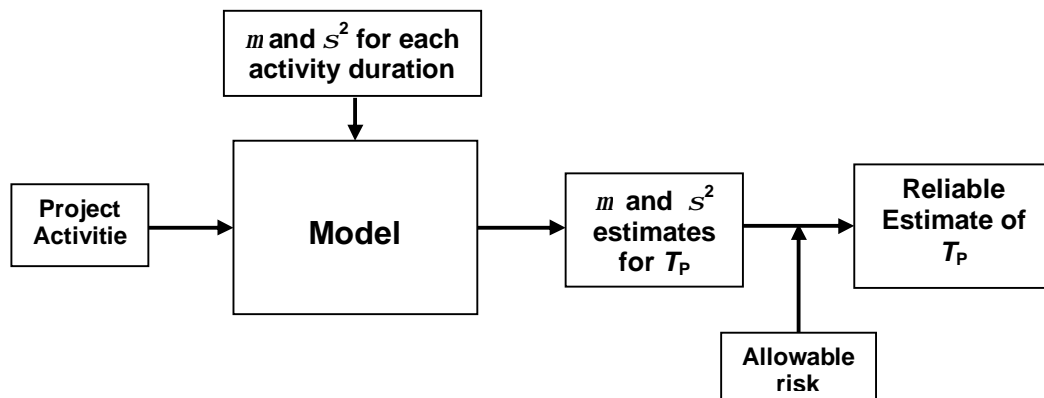 m and s² for each
activity duration
Project
Activitie
Model
m and s²
estimates
for Tₚ
Reliable
Estimate of
Tₚ
Allowable
risk